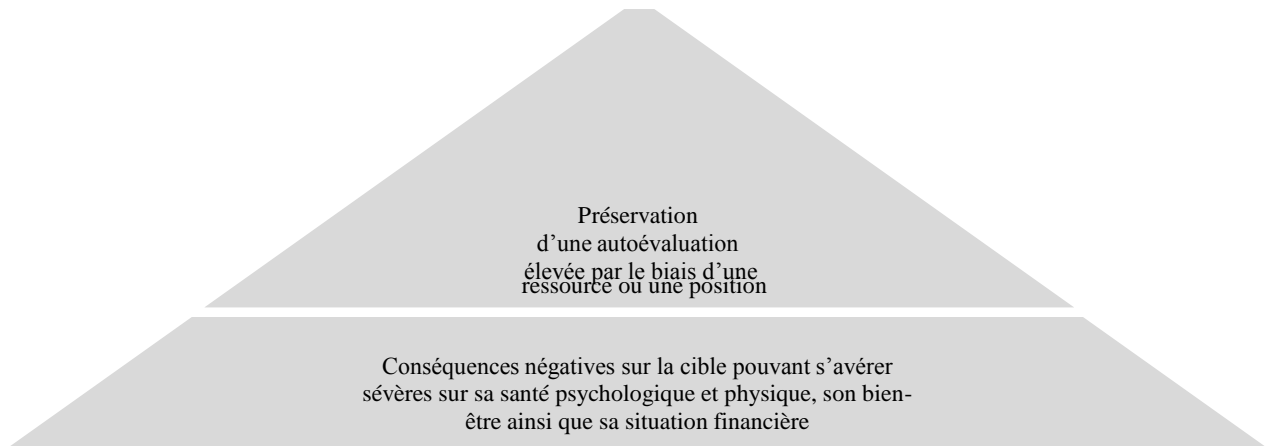 Préservation
d’une autoévaluation
élevée par le biais d’une
ressource ou une position
Conséquences négatives sur la cible pouvant s’avérer
sévères sur sa santé psychologique et physique, son bien-
être ainsi que sa situation financière